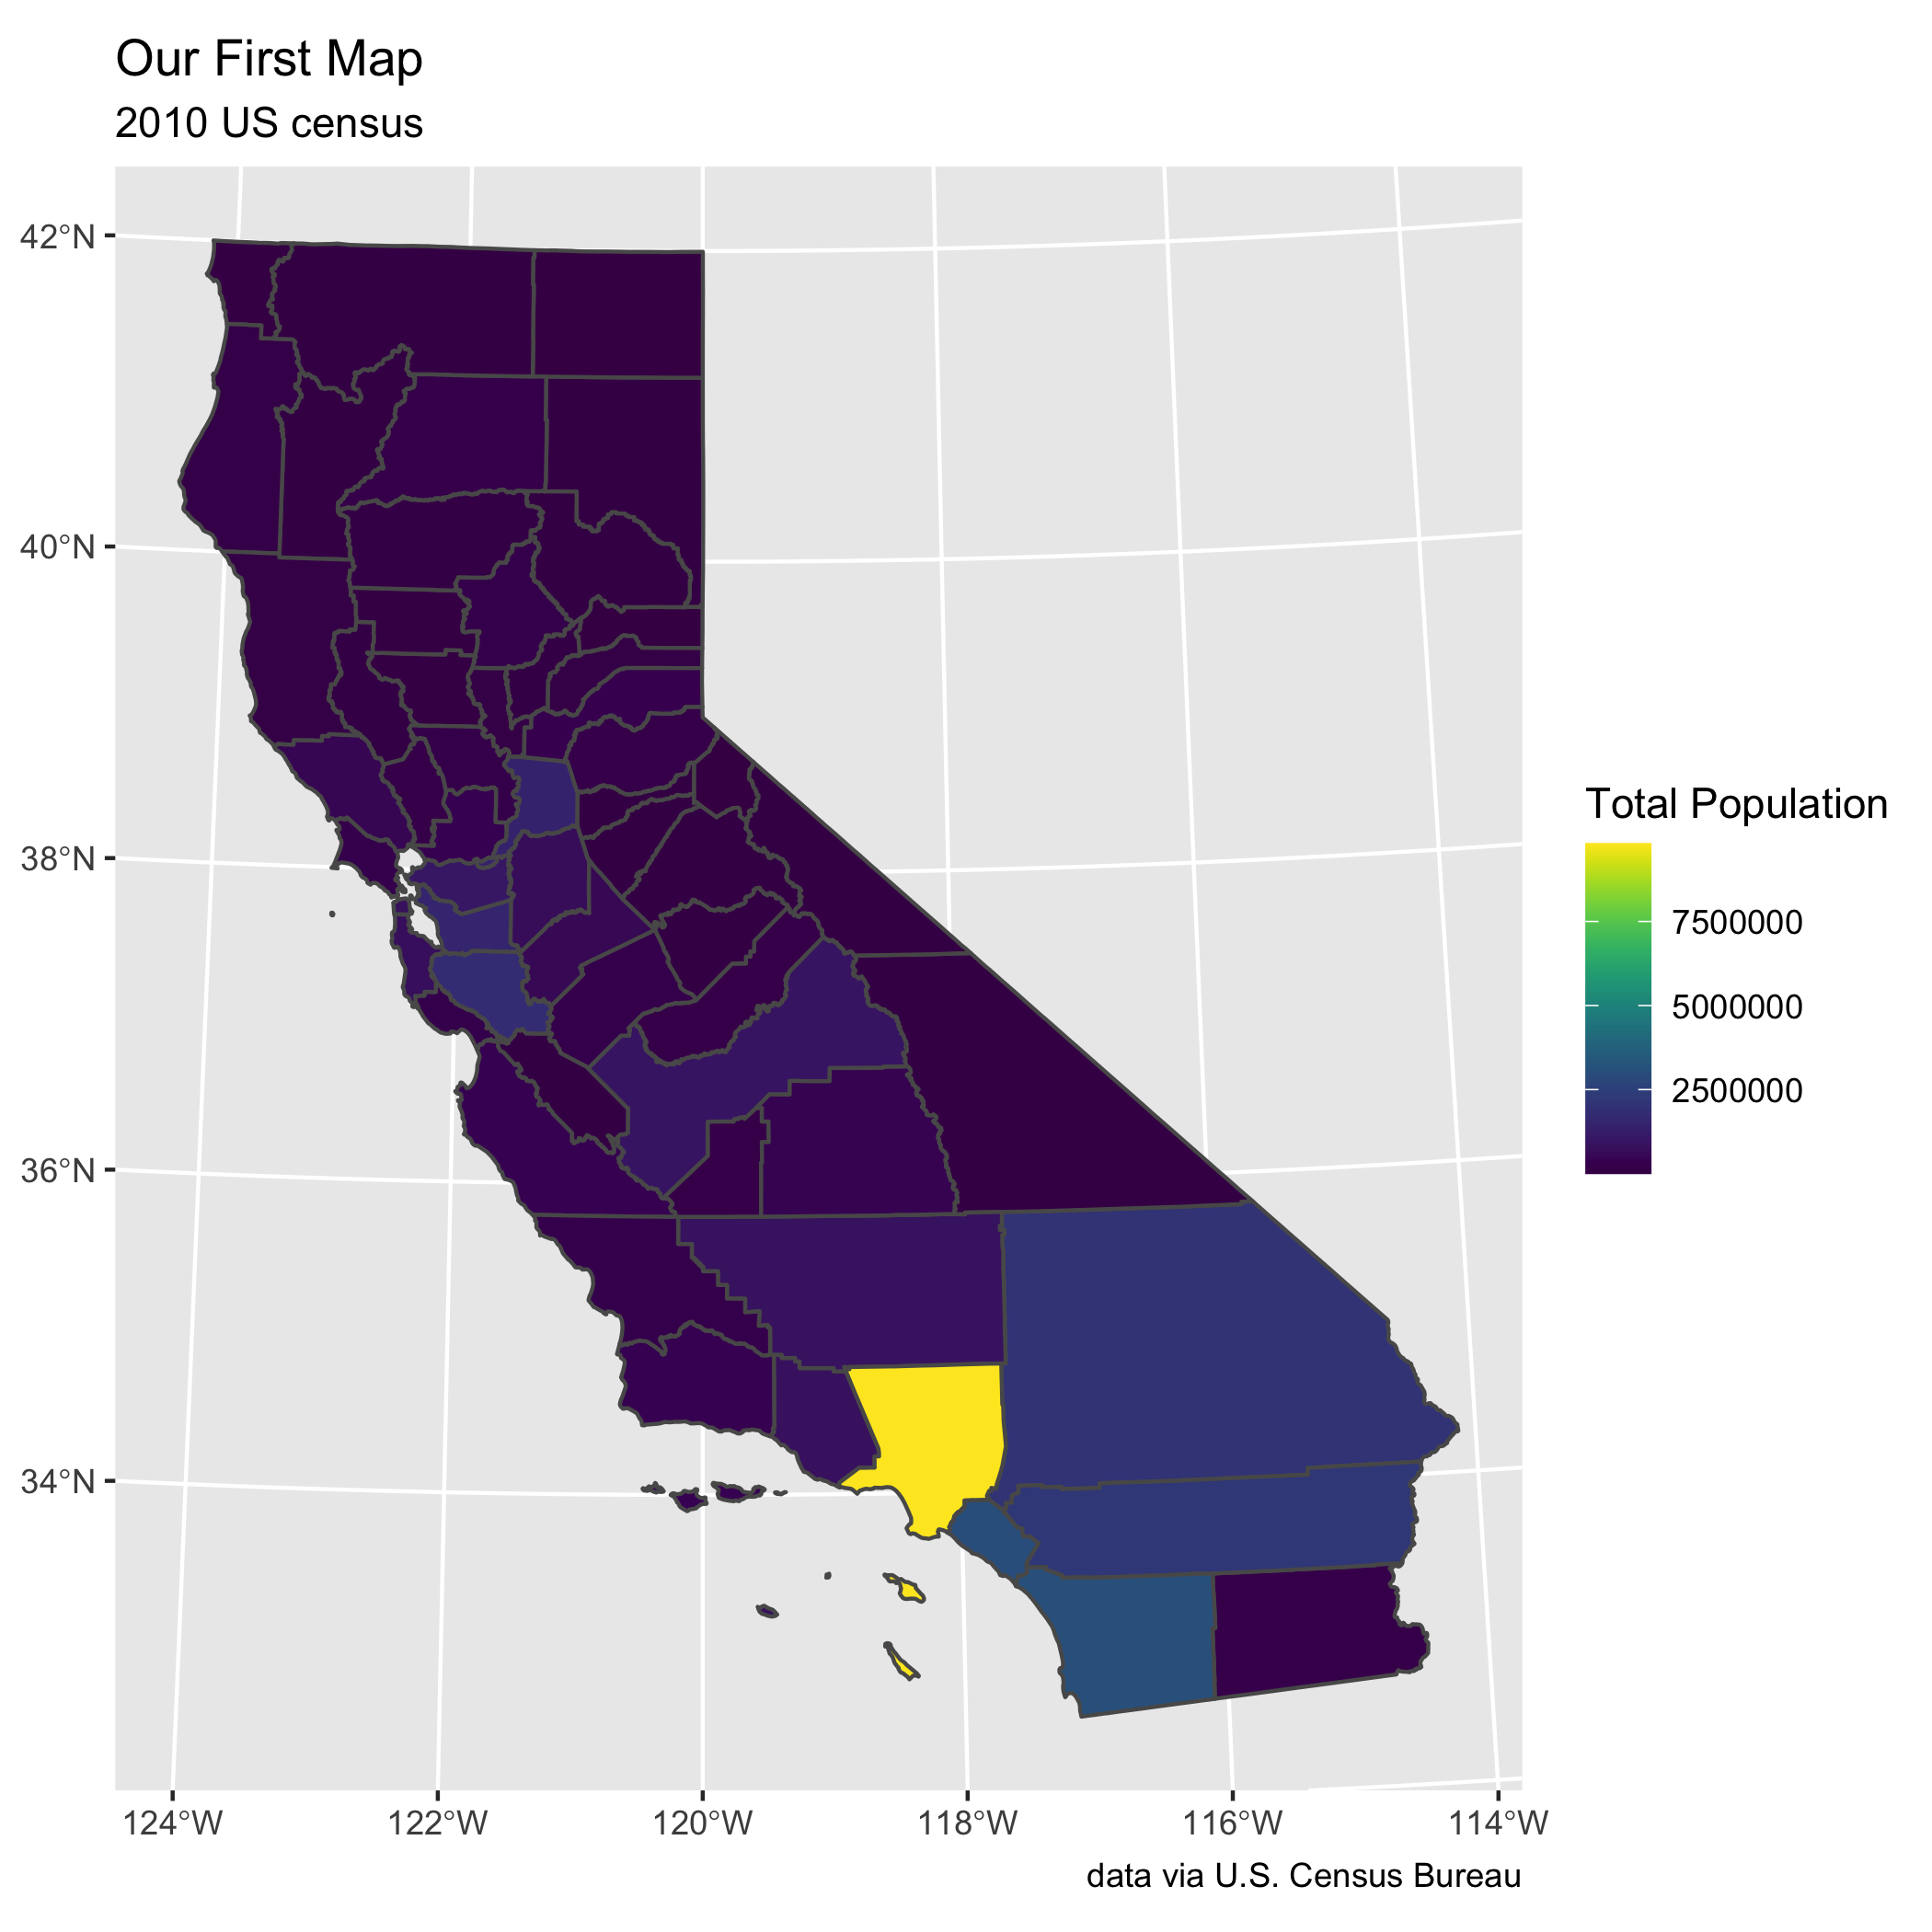 Our First Map
2010 US census
42°N
40°N
38°N
36°N
34°N
124°W 122°W 120°W 118°W 116°W 114°W
Total Population
7500000
5000000
2500000
data via U.S. Census Bureau